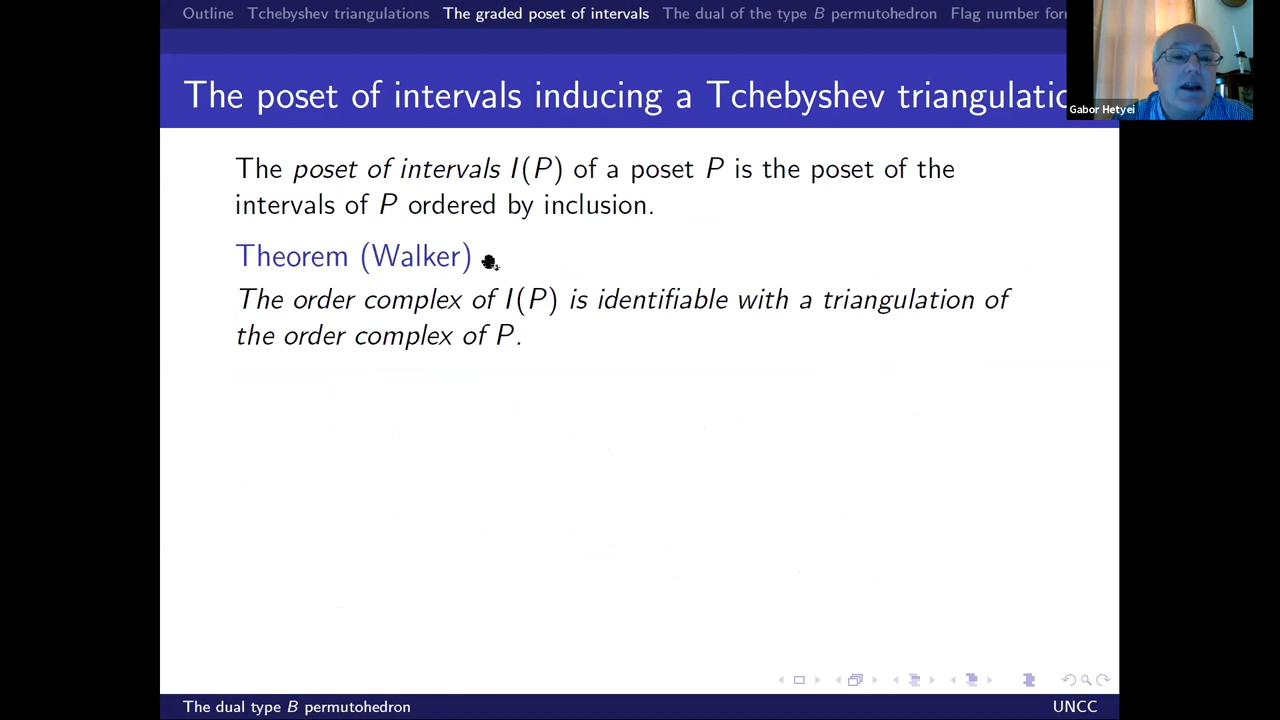 Outline Tchebyshev triangulations The graded poset of intervals The dual of the type B permutohedron Flag number
The poset of intervals inducing a Tchebyshev
Gabor Hetyei
The poset of intervals I(P) of a poset P is the poset of the
intervals of P ordered by inclusion.
Theorem (Walker)
The order complex of I(P) is identifiable with a triangulation of
the order complex of P.
The dual type B permutohedron UNCC